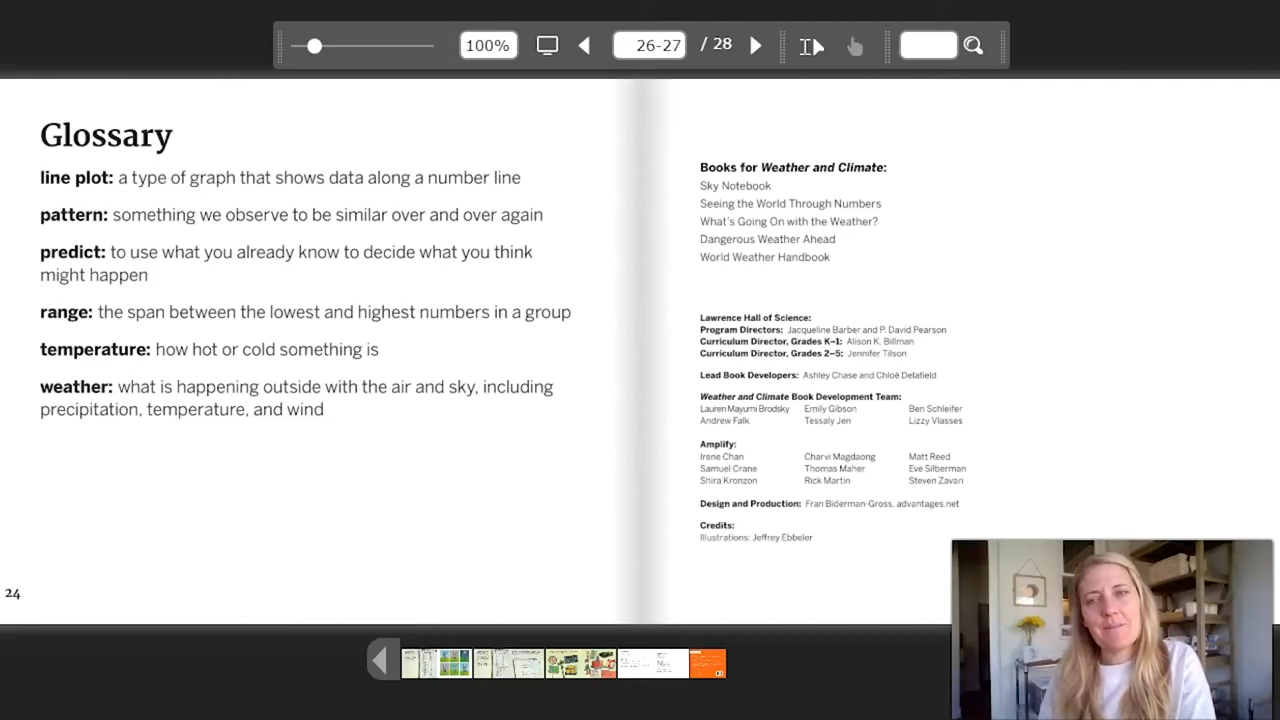 100%
26-27
/ 28
Glossary
line plot: a type of graph that shows data along a number line
pattern: something we observe to be similar over and over again
predict: to use what you already know to decide what you think
might happen
range: the span between the lowest and highest numbers in a group
temperature: how hot or cold something is
weather: what is happening outside with the air and sky, including
precipitation, temperature, and wind
24
Books for Weather and Climate:
Sky Notebook
Seeing the World Through Numbers
What's Going On with the Weather?
Dangerous Weather Ahead
World Weather Handbook
Lawrence Hall of Science:
Program Directors: Jacqueline Barber and P. David Pearson
Curriculum Director, Grades K–1: Alison K. Billman
Curriculum Director, Grades 2–5: Jennifer Tilson
Lead Book Developers: Ashley Chase and Chloë Delafield
Weather and Climate Book Development Team:
Lauren Mayumi Brodsky Emily Gibson Ben Schleifer
Andrew Falk Tessaly Jen Lizzy Vlasses
Amplify:
Irene Chan Charvi Magdaong Matt Reed
Samuel Crane Thomas Maher Eve Silberman
Shira Kronzon Rick Martin Steven Zavari
Design and Production: Fran Biderman-Gross, advantages.net
Credits:
Illustrations: Jeffrey Ebbeler